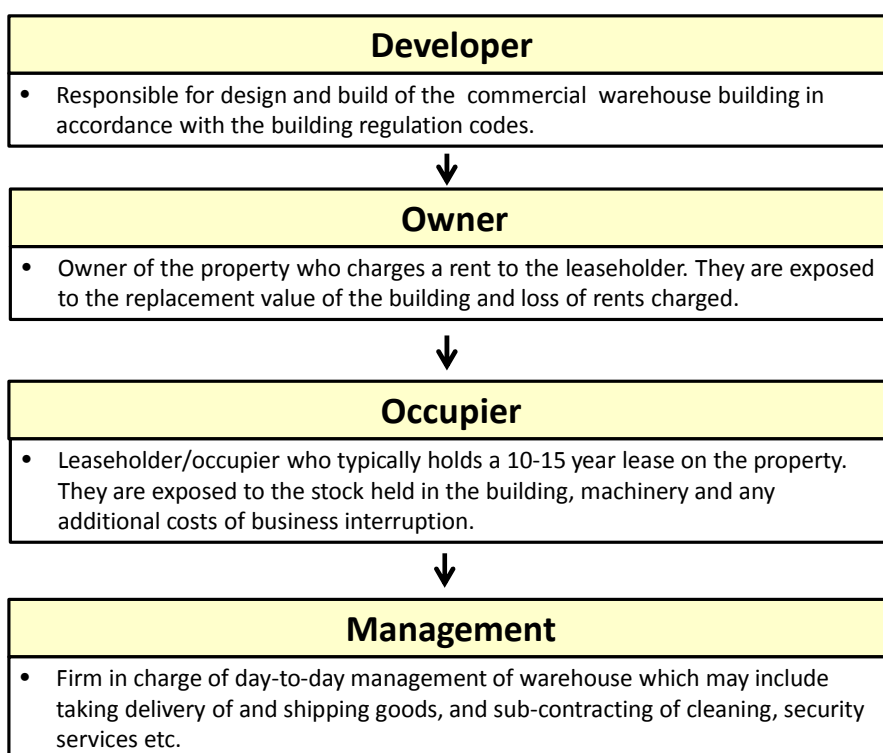 Developer
• Responsible for design and build of the commercial warehouse building in
accordance with the building regulation codes.
Owner
• Owner of the property who charges a rent to the leaseholder. They are exposed
to the replacement value of the building and loss of rents charged.
Occupier
• Leaseholder/occupier who typically holds a 10-15 year lease on the property.
They are exposed to the stock held in the building, machinery and any
additional costs of business interruption.
Management
• Firm in charge of day-to-day management of warehouse which may include
taking delivery of and shipping goods, and sub-contracting of cleaning, security
services etc.